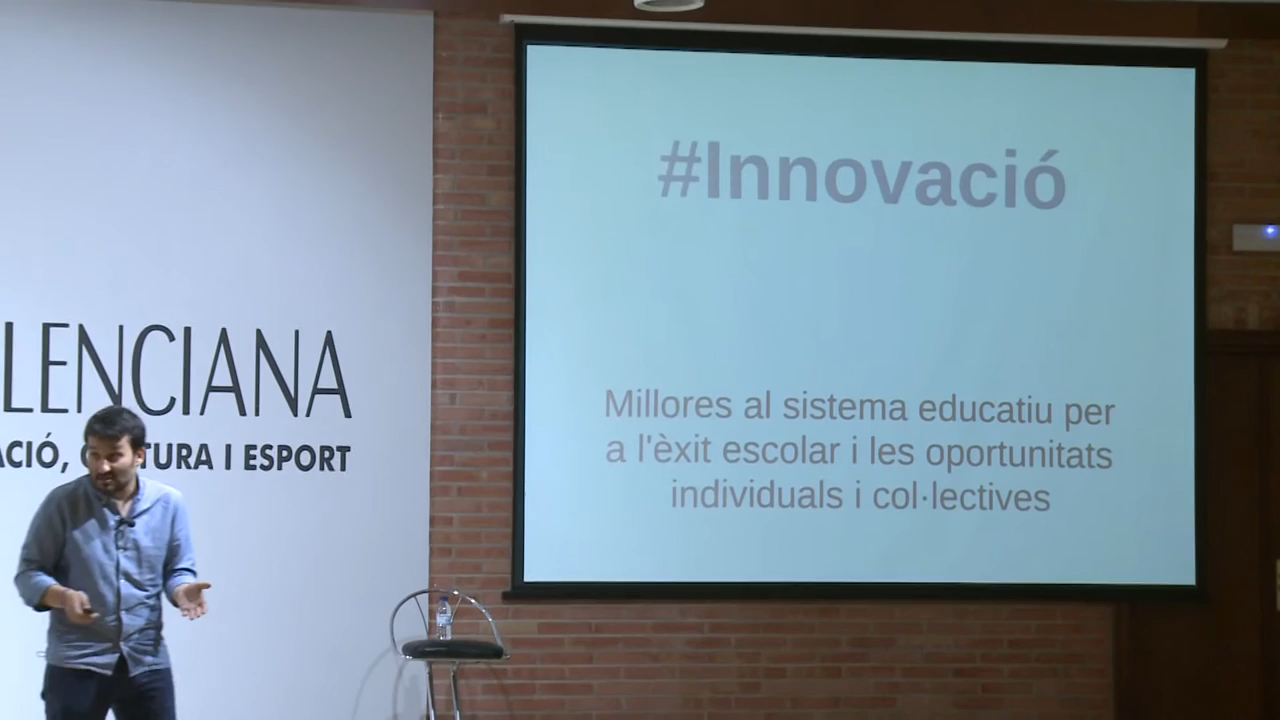 #Innovació
Millores al sistema educatiu per
a l'èxit escolar i les oportunitats
individuals i col·lectives
LENCIANA
ACIÓ, TURA I ESPORT